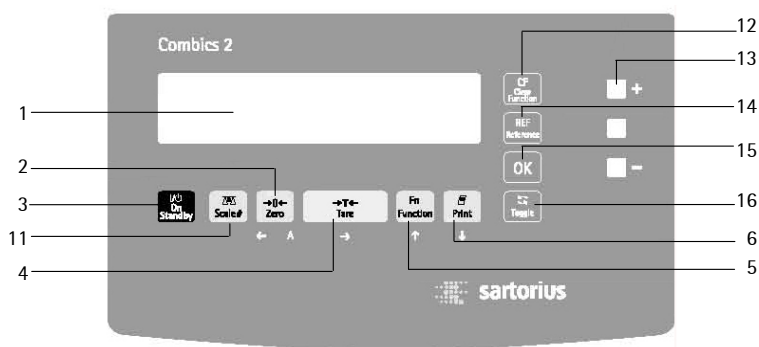 Combics 2
12
13
CF
Clear
Function
+
1
REF
Reference
14
OK
15
2
−
3
I/⏻
On
Standby
Scale#
→0←
Zero
→T←
Tare
Fn
Function
Print
Toggle
16
11
← A → ↑ ↓
6
4
5
sartorius